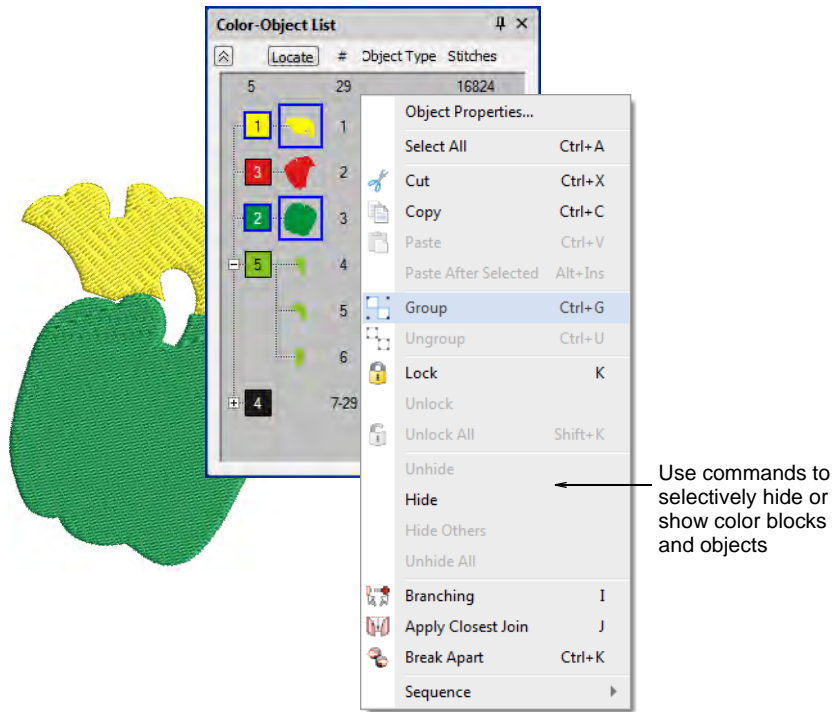 Color-Object List
Locate # Object Type Stitches
5 29 16824
1 1
3 2
2 3
5 4
5
6
4 7-29
Object Properties...
Select All Ctrl+A
Cut Ctrl+X
Copy Ctrl+C
Paste Ctrl+V
Paste After Selected Alt+Ins
Group Ctrl+G
Ungroup Ctrl+U
Lock K
Unlock
Unlock All Shift+K
Unhide
Hide
Hide Others
Unhide All
Branching I
Apply Closest Join J
Break Apart Ctrl+K
Sequence
Use commands to
selectively hide or
show color blocks
and objects